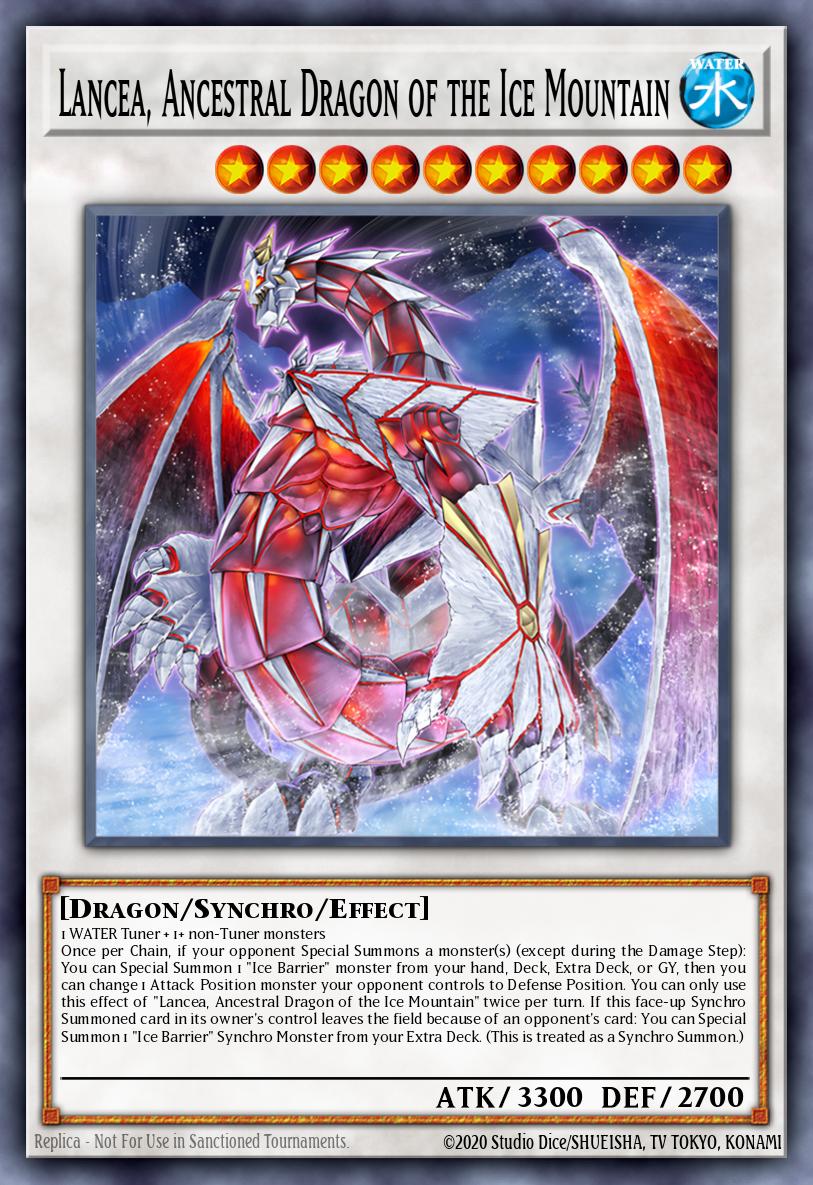 Lancea, Ancestral Dragon of the Ice Mountain
WATER
水
[Dragon/Synchro/Effect]
1 WATER Tuner + 1+ non-Tuner monsters
Once per Chain, if your opponent Special Summons a monster(s) (except during the Damage Step):
You can Special Summon 1 "Ice Barrier" monster from your hand, Deck, Extra Deck, or GY, then you
can change 1 Attack Position monster your opponent controls to Defense Position. You can only use
this effect of "Lancea, Ancestral Dragon of the Ice Mountain" twice per turn. If this face-up Synchro
Summoned card in its owner's control leaves the field because of an opponent's card: You can Special
Summon 1 "Ice Barrier" Synchro Monster from your Extra Deck. (This is treated as a Synchro Summon.)
ATK/3300 DEF/2700
Replica - Not For Use in Sanctioned Tournaments.
©2020 Studio Dice/SHUEISHA, TV TOKYO, KONAMI